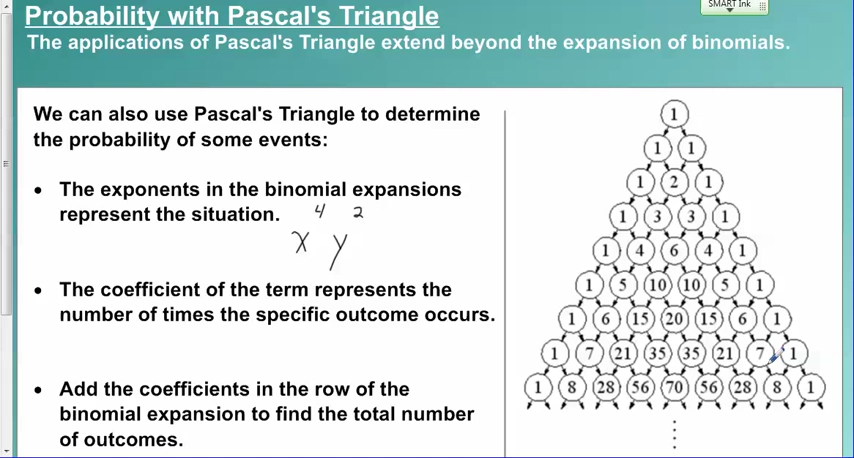 SMART Ink
Probability with Pascal's Triangle
The applications of Pascal's Triangle extend beyond the expansion of binomials.
We can also use Pascal's Triangle to determine
the probability of some events:
• The exponents in the binomial expansions
represent the situation.
x⁴ y²
• The coefficient of the term represents the
number of times the specific outcome occurs.
• Add the coefficients in the row of the
binomial expansion to find the total number
of outcomes.
1
1 1
1 2 1
1 3 3 1
1 4 6 4 1
1 5 10 10 5 1
1 6 15 20 15 6 1
1 7 21 35 35 21 7 1
1 8 28 56 70 56 28 8 1